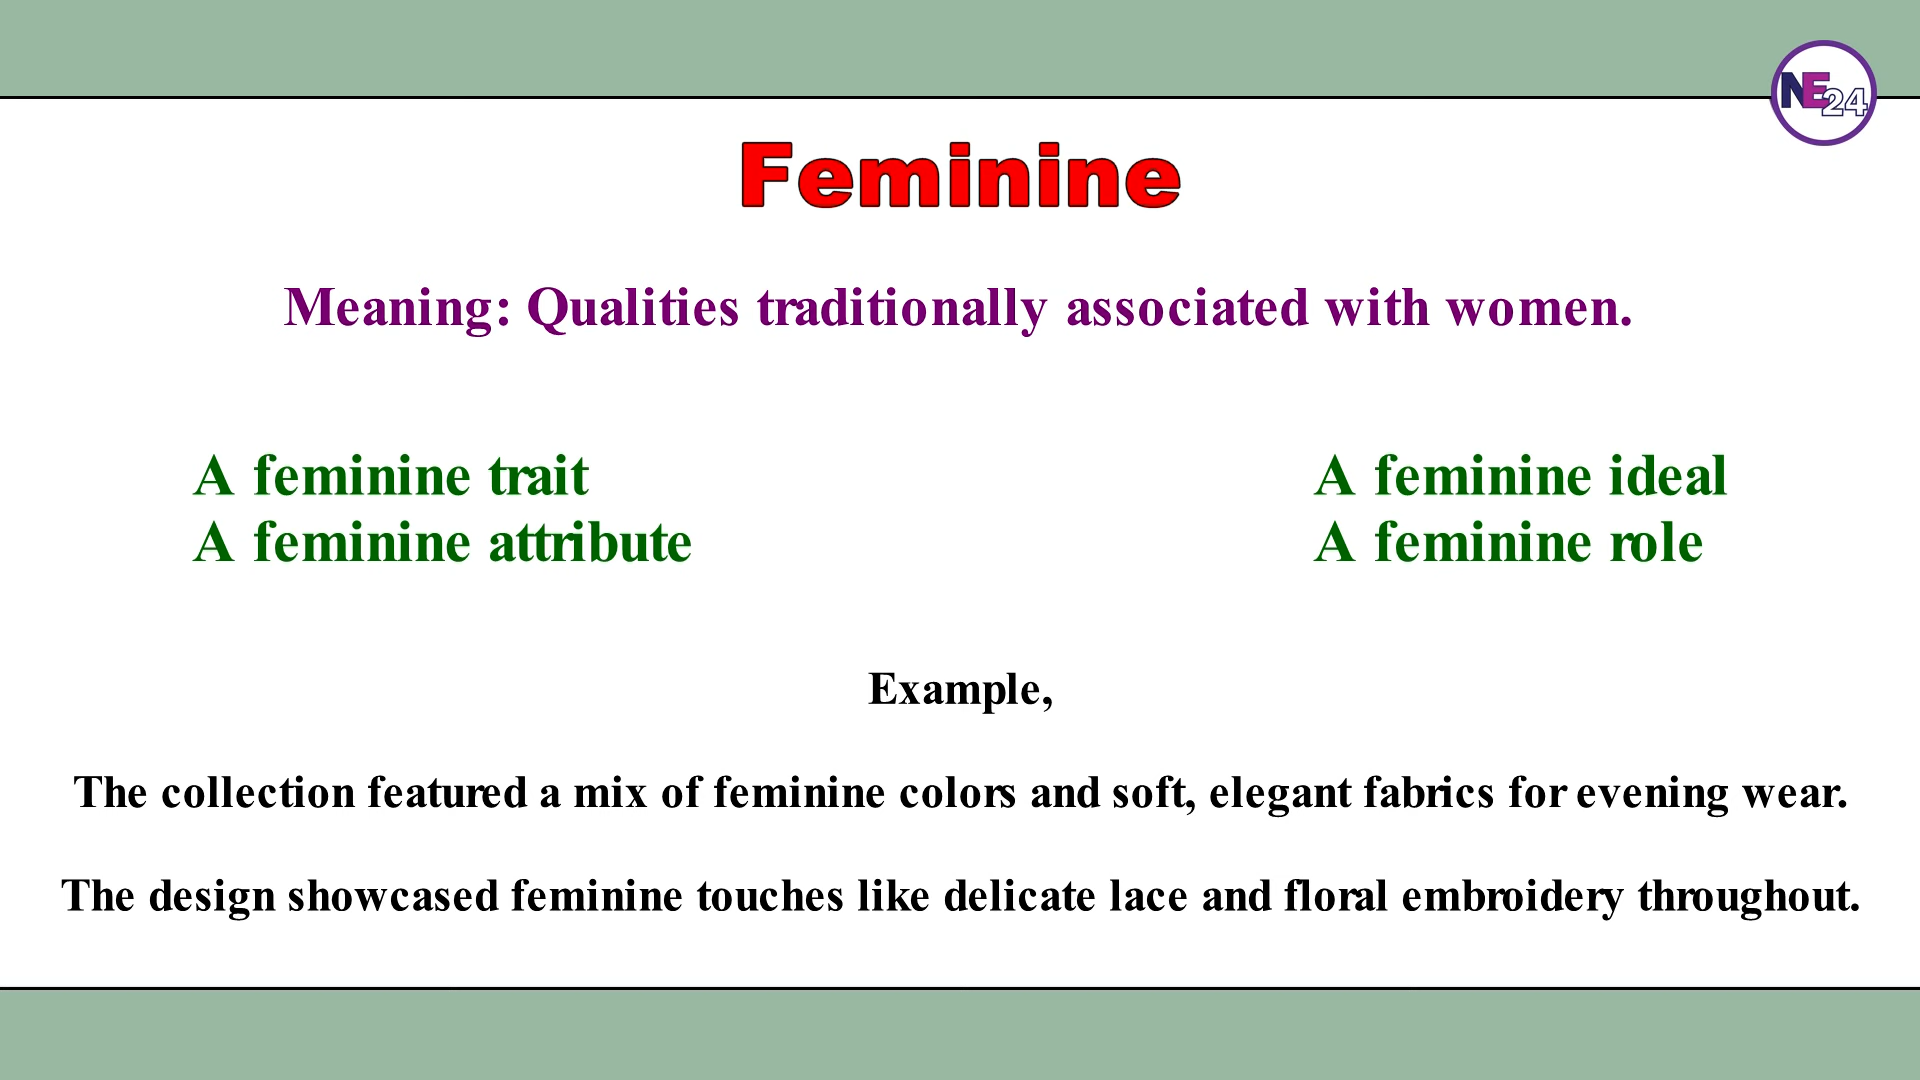 NE24
Feminine
Meaning: Qualities traditionally associated with women.
A feminine trait
A feminine attribute
A feminine ideal
A feminine role
Example,
The collection featured a mix of feminine colors and soft, elegant fabrics for evening wear.
The design showcased feminine touches like delicate lace and floral embroidery throughout.